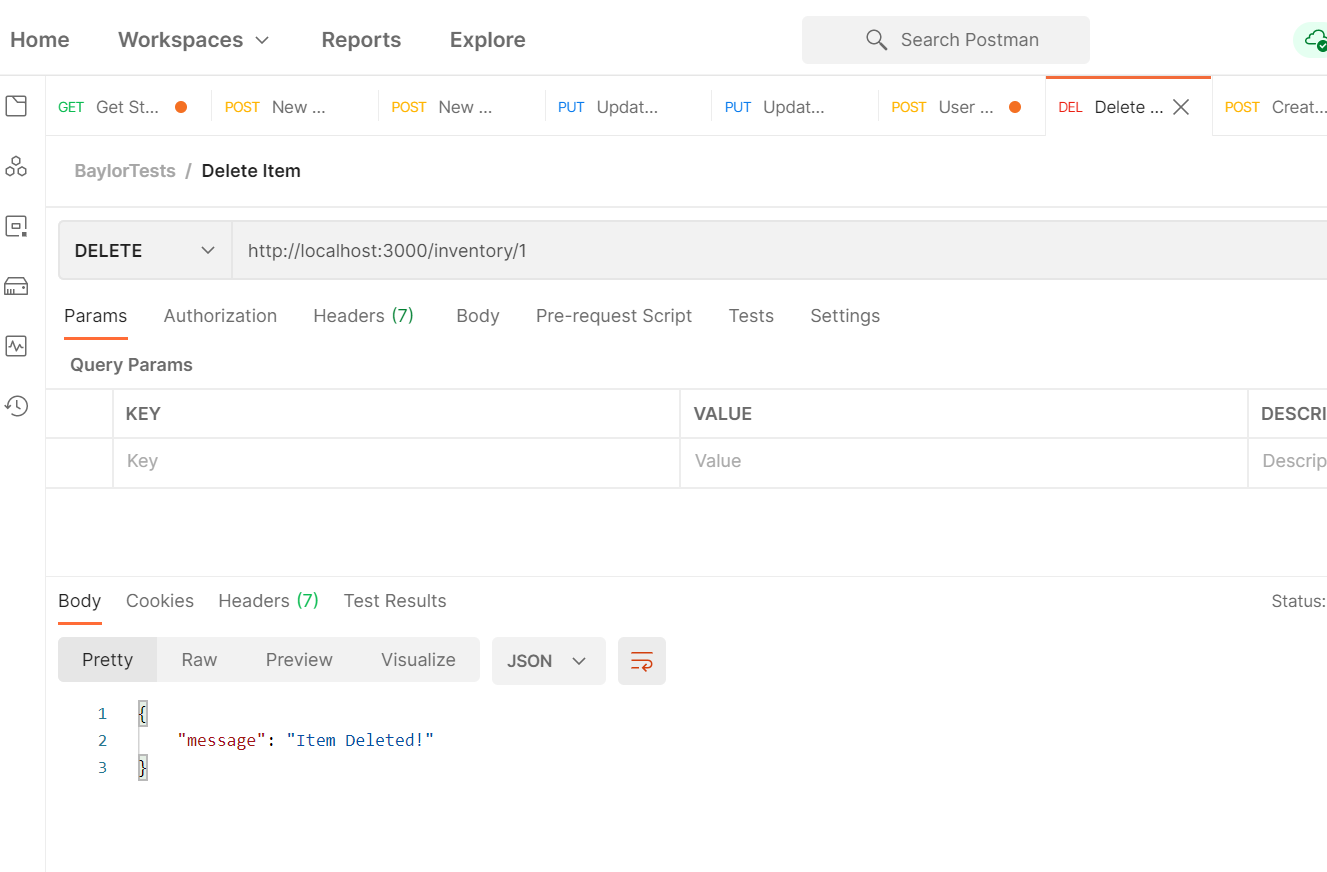 Home Workspaces Reports Explore Search Postman
GET Get St... POST New ... POST New ... PUT Updat... PUT Updat... POST User ... DEL Delete ... POST Creat...
BaylorTests / Delete Item
DELETE http://localhost:3000/inventory/1
Params Authorization Headers (7) Body Pre-request Script Tests Settings
Query Params
KEY VALUE DESCRI
Key Value Descrip
Body Cookies Headers (7) Test Results Status:
Pretty Raw Preview Visualize JSON
1 {
2 "message": "Item Deleted!"
3 }